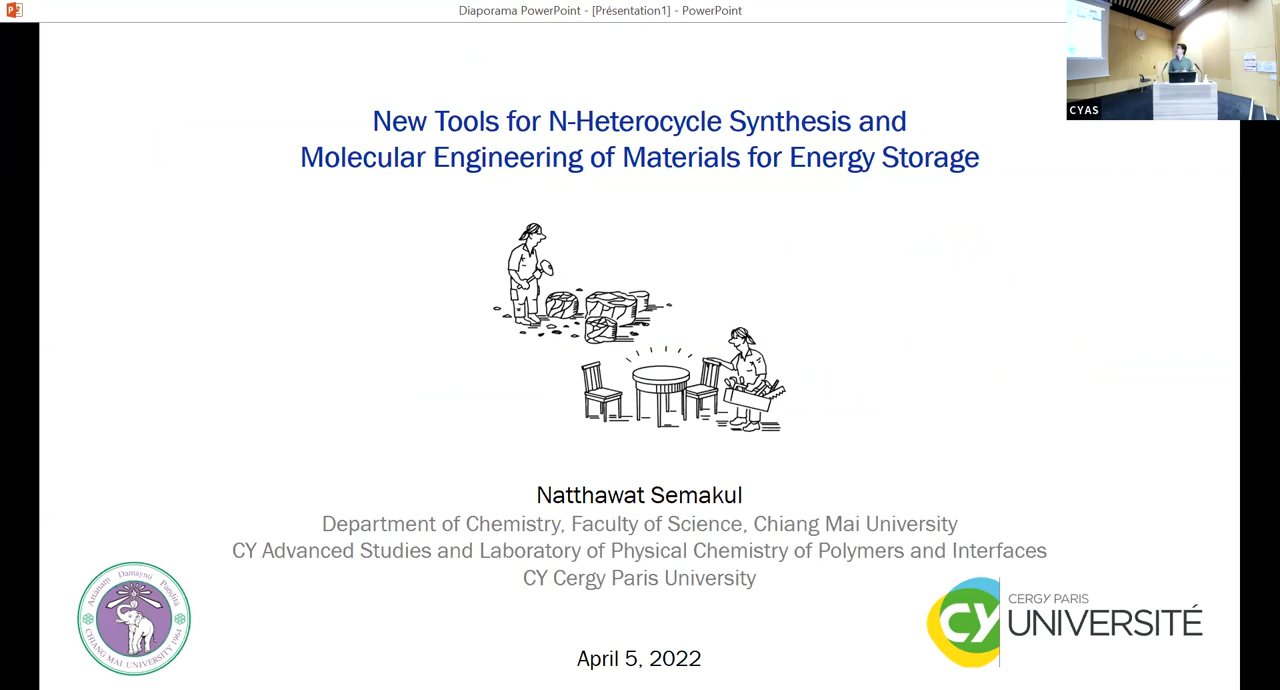 Diaporama PowerPoint - [Présentation1] - PowerPoint
CYAS
New Tools for N-Heterocycle Synthesis and
Molecular Engineering of Materials for Energy Storage
Natthawat Semakul
Department of Chemistry, Faculty of Science, Chiang Mai University
CY Advanced Studies and Laboratory of Physical Chemistry of Polymers and Interfaces
CY Cergy Paris University
CHIANG MAI UNIVERSITY 1964
CY
CERGY PARIS
UNIVERSITÉ
April 5, 2022